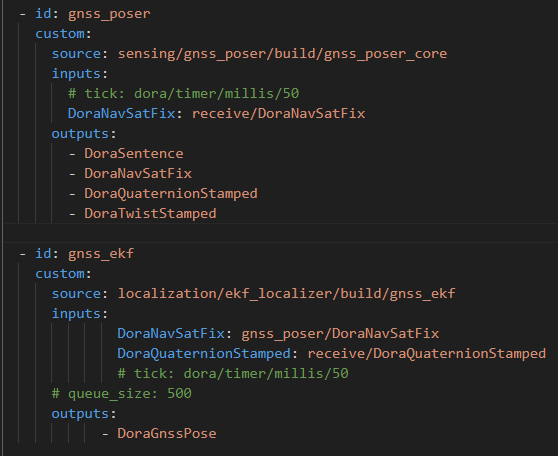 - id: gnss_poser
custom:
source: sensing/gnss_poser/build/gnss_poser_core
inputs:
# tick: dora/timer/millis/50
DoraNavSatFix: receive/DoraNavSatFix
outputs:
- DoraSentence
- DoraNavSatFix
- DoraQuaternionStamped
- DoraTwistStamped
- id: gnss_ekf
custom:
source: localization/ekf_localizer/build/gnss_ekf
inputs:
DoraNavSatFix: gnss_poser/DoraNavSatFix
DoraQuaternionStamped: receive/DoraQuaternionStamped
# tick: dora/timer/millis/50
# queue_size: 500
outputs:
- DoraGnssPose